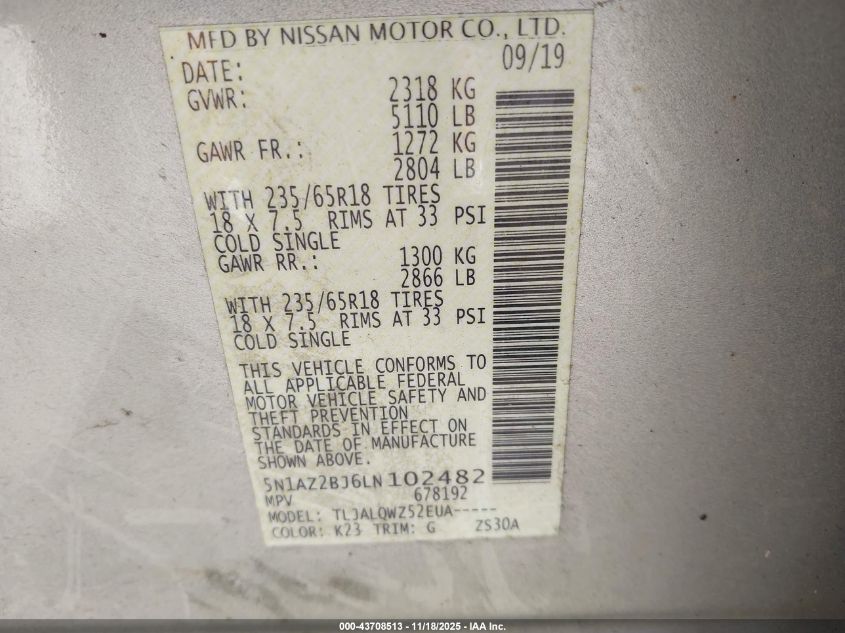 MFD BY NISSAN MOTOR CO., LTD.
DATE: 09/19
GVWR: 2318 KG
5110 LB
GAWR FR.: 1272 KG
2804 LB
WITH 235/65R18 TIRES
18 X 7.5 RIMS AT 33 PSI
COLD SINGLE
GAWR RR.: 1300 KG
2866 LB
WITH 235/65R18 TIRES
18 X 7.5 RIMS AT 33 PSI
COLD SINGLE
THIS VEHICLE CONFORMS TO
ALL APPLICABLE FEDERAL
MOTOR VEHICLE SAFETY AND
THEFT PREVENTION
STANDARDS IN EFFECT ON
THE DATE OF MANUFACTURE
SHOWN ABOVE.
5N1AZ2BJ6LN102482
MPV 678192
MODEL: TLJALQWZ52EUA-----
COLOR: K23 TRIM: G ZS30A
000-43708513 - 11/18/2025 - IAA Inc.